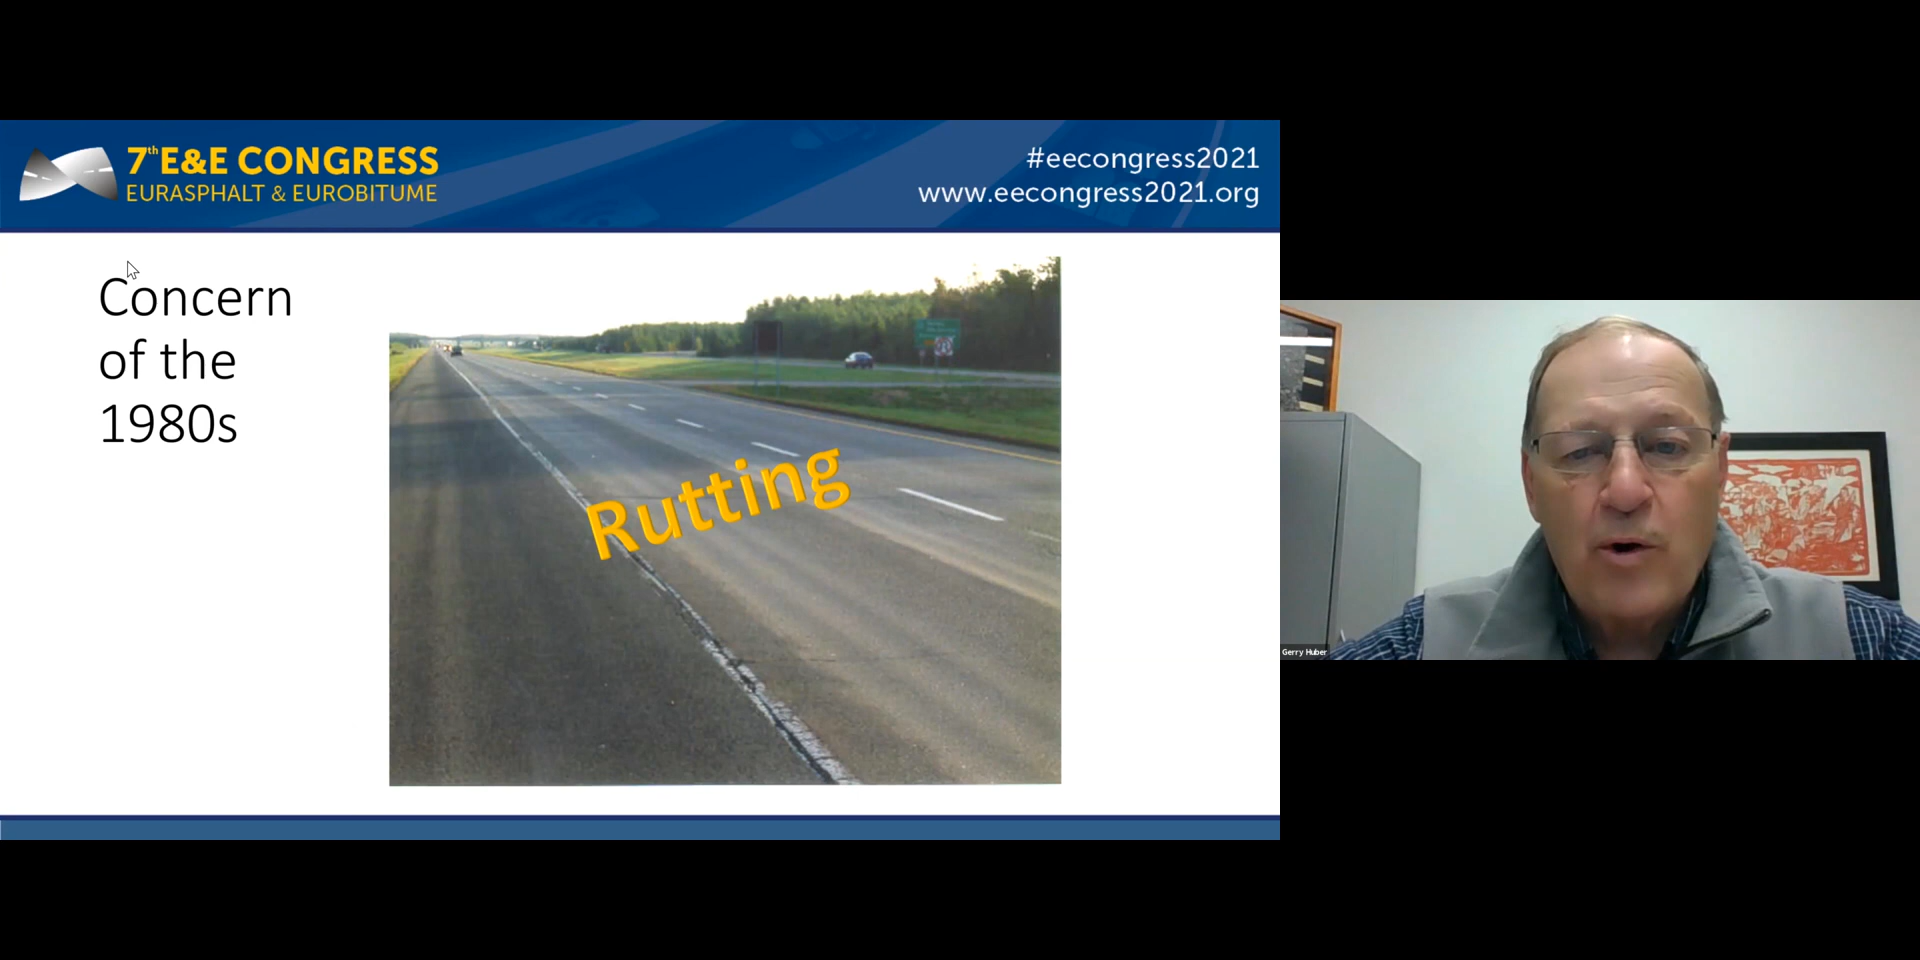 7th E&E CONGRESS
EURASPHALT & EUROBITUME
#eecongress2021
www.eecongress2021.org
Concern
of the
1980s
Rutting
Gerry Huber